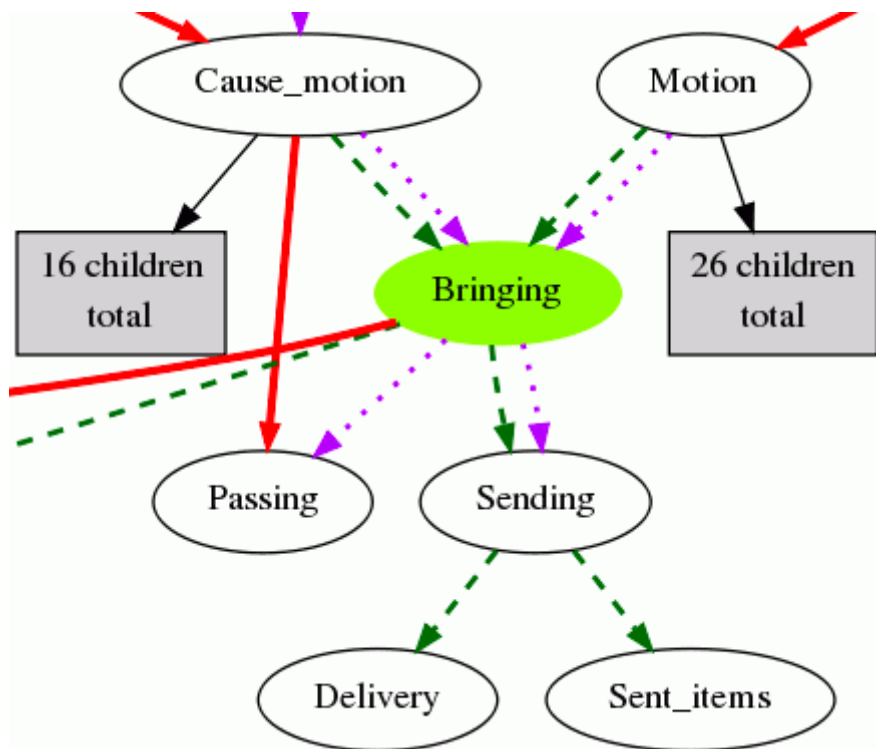 Cause_motion
Motion
16 children
total
26 children
total
Bringing
Passing
Sending
Delivery
Sent_items